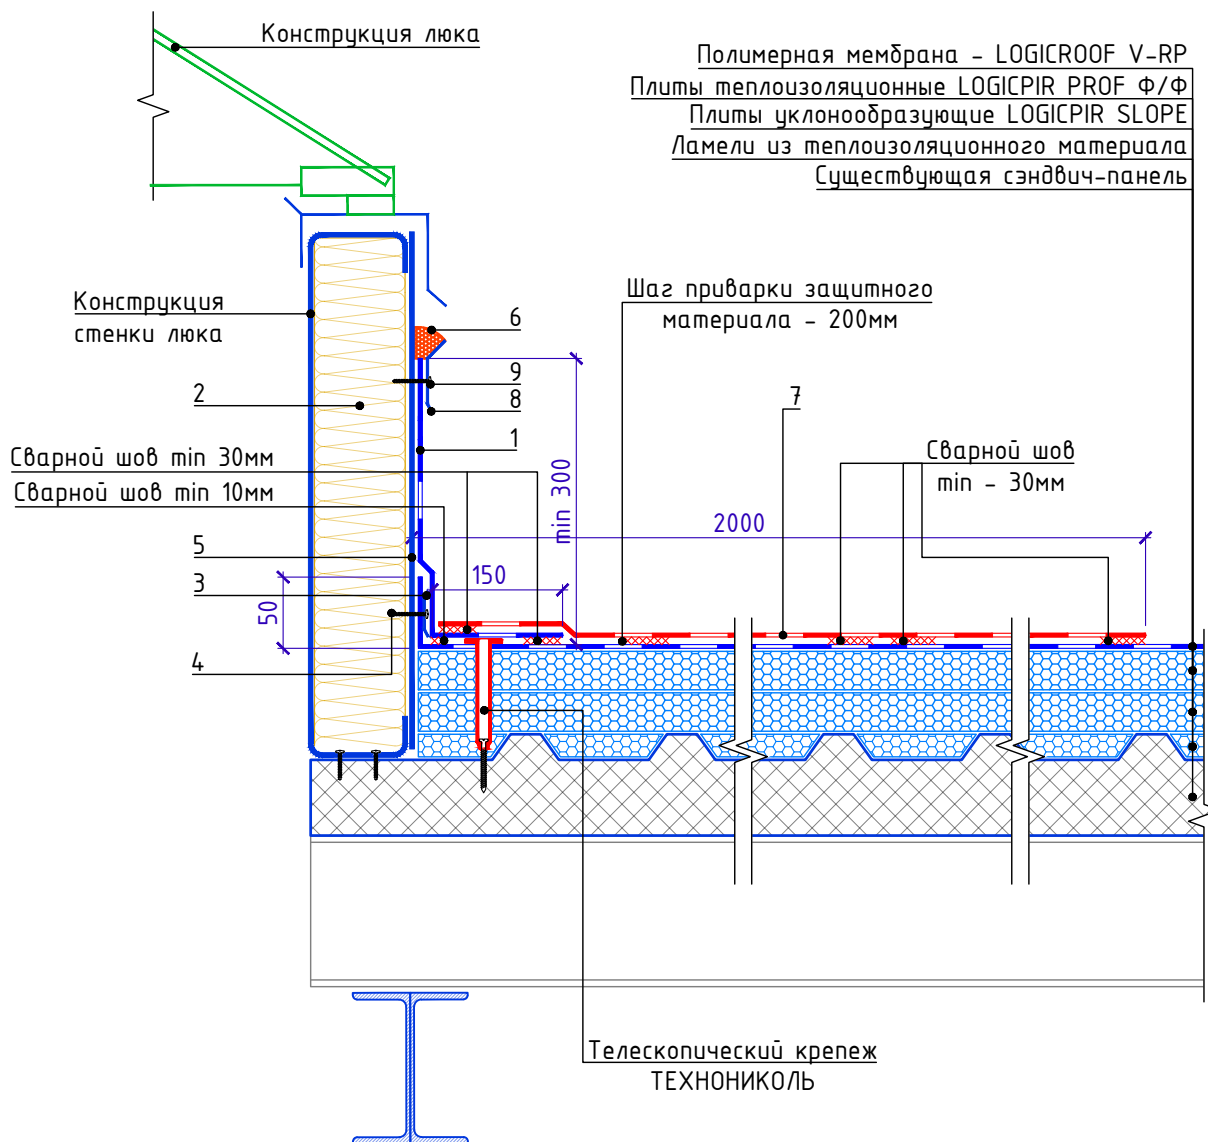 Конструкция люка
Полимерная мембрана - LOGICROOF V-RP
Плиты теплоизоляционные LOGICPIR PROF Ф/Ф
Плиты уклонообразующие LOGICPIR SLOPE
Ламели из теплоизоляционного материала
Существующая сэндвич-панель
Конструкция
стенки люка
Шаг приварки защитного
материала - 200мм
6
9
8
2
7
1
Сварной шов min 30мм
Сварной шов min 10мм
Сварной шов
min - 30мм
min 300
2000
5
3
150
50
4
Телескопический крепеж
ТЕХНОНИКОЛЬ